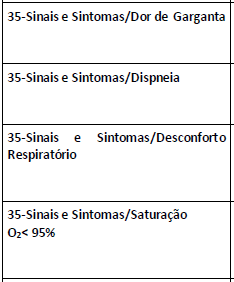 35-Sinais e Sintomas/Dor de Garganta
35-Sinais e Sintomas/Dispneia
35-Sinais e Sintomas/Desconforto
Respiratório
35-Sinais e Sintomas/Saturação
O₂< 95%